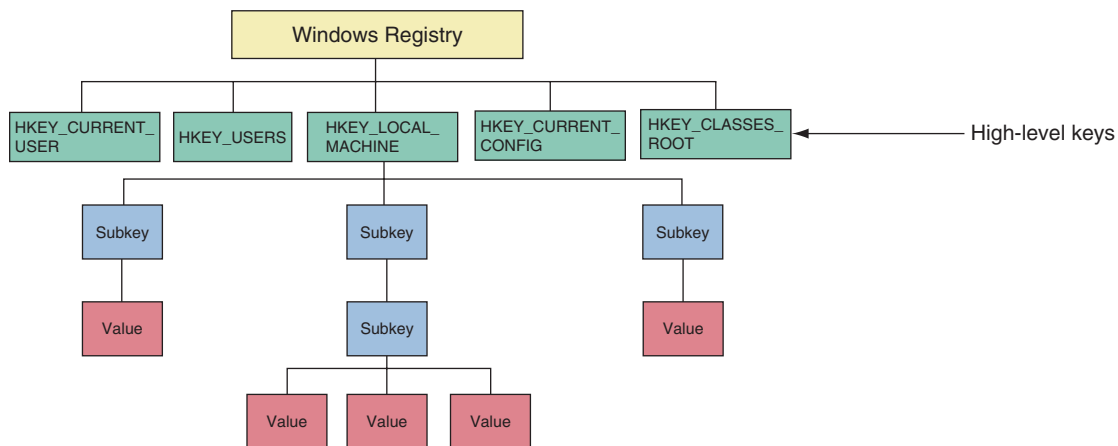 Windows Registry
HKEY_CURRENT_
USER
HKEY_USERS
HKEY_LOCAL_
MACHINE
HKEY_CURRENT_
CONFIG
HKEY_CLASSES_
ROOT
High-level keys
Subkey
Subkey
Subkey
Value
Subkey
Value
Value
Value
Value